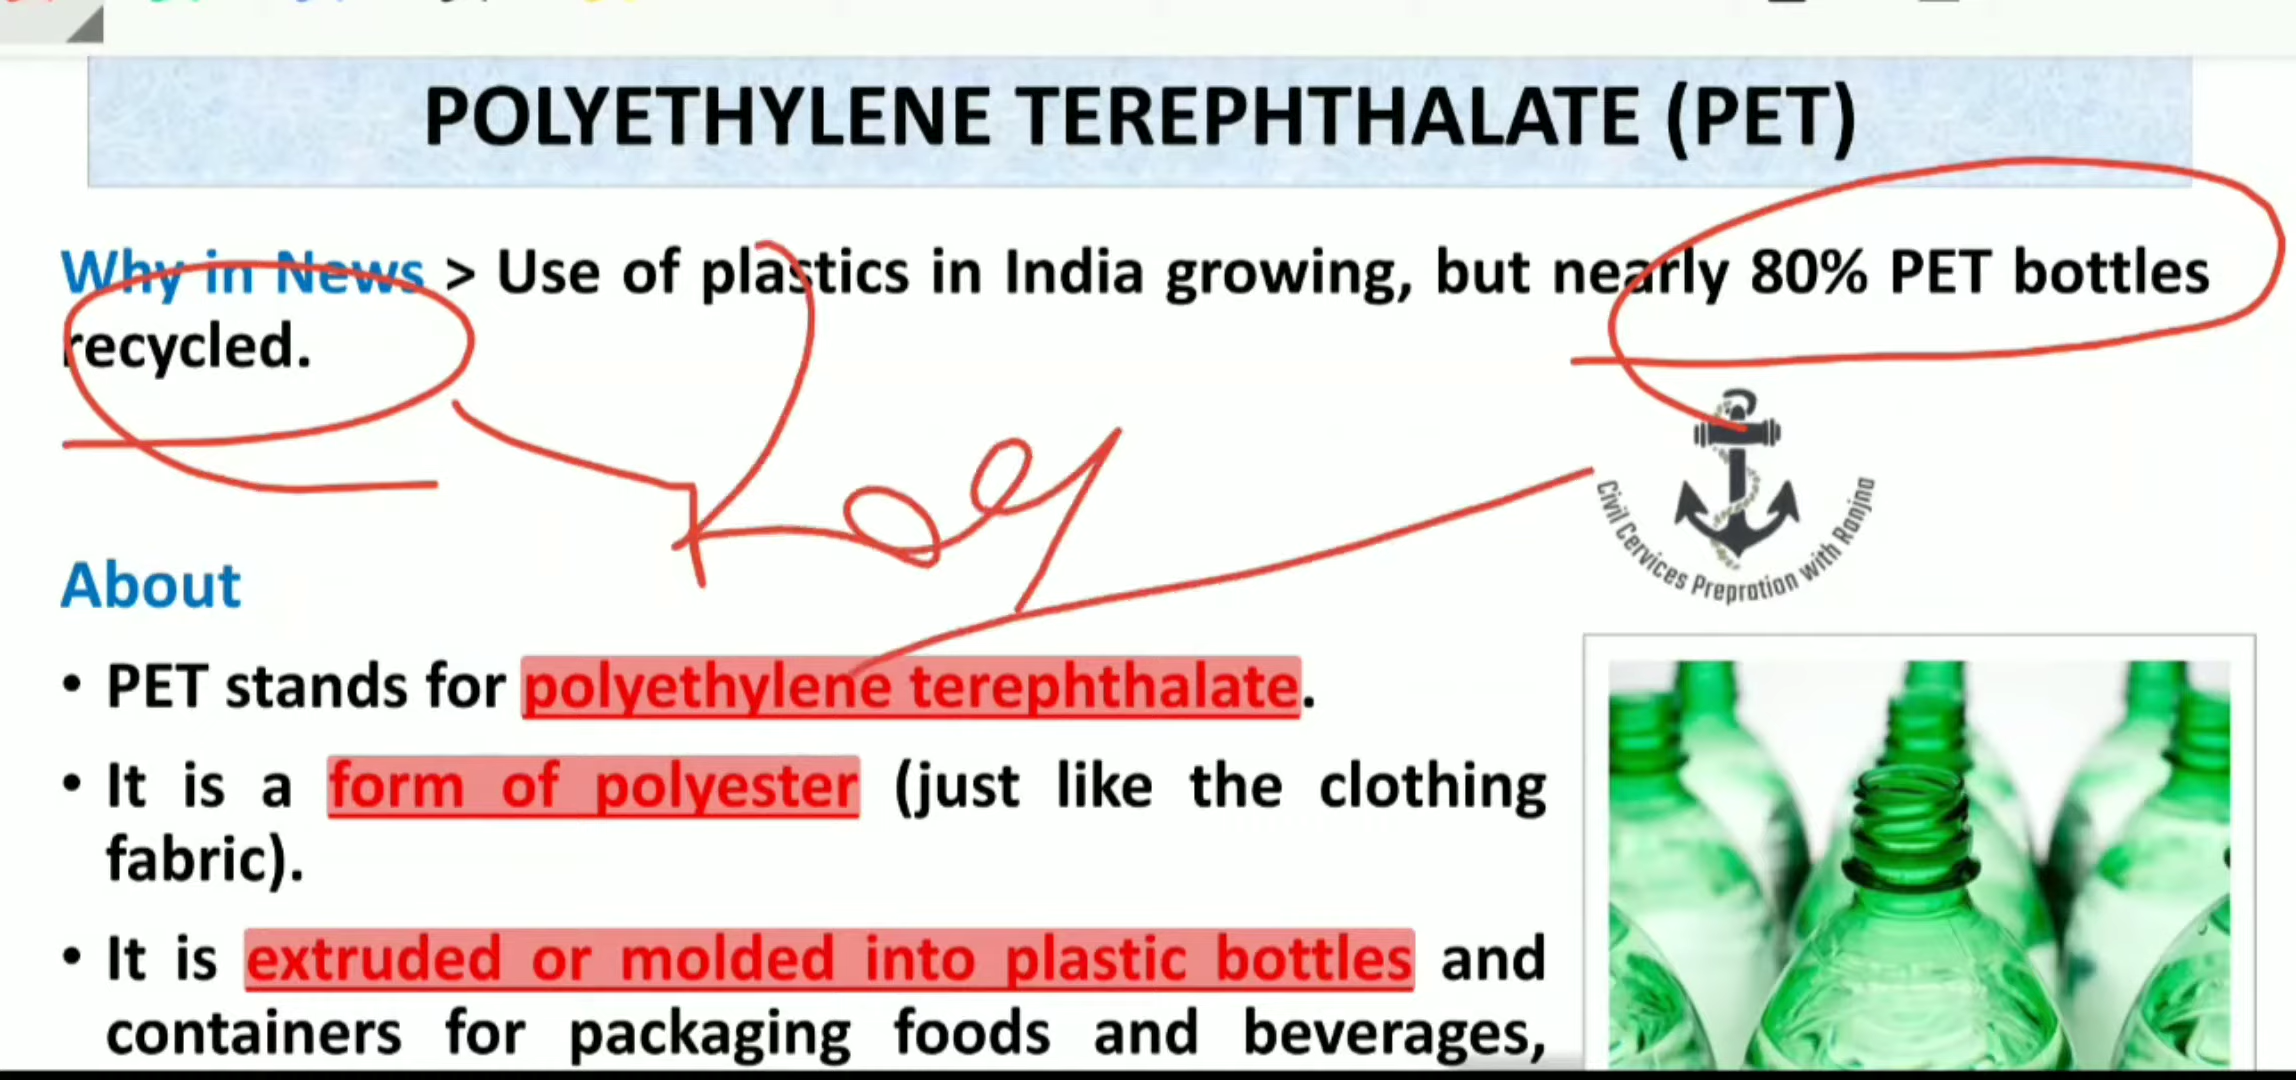 POLYETHYLENE TEREPHTHALATE (PET)
Why in News > Use of plastics in India growing, but nearly 80% PET bottles
recycled.
Civil Cervices Prepration with Ranjna
About
• PET stands for polyethylene terephthalate.
• It is a form of polyester (just like the clothing
fabric).
• It is extruded or molded into plastic bottles and
containers for packaging foods and beverages,